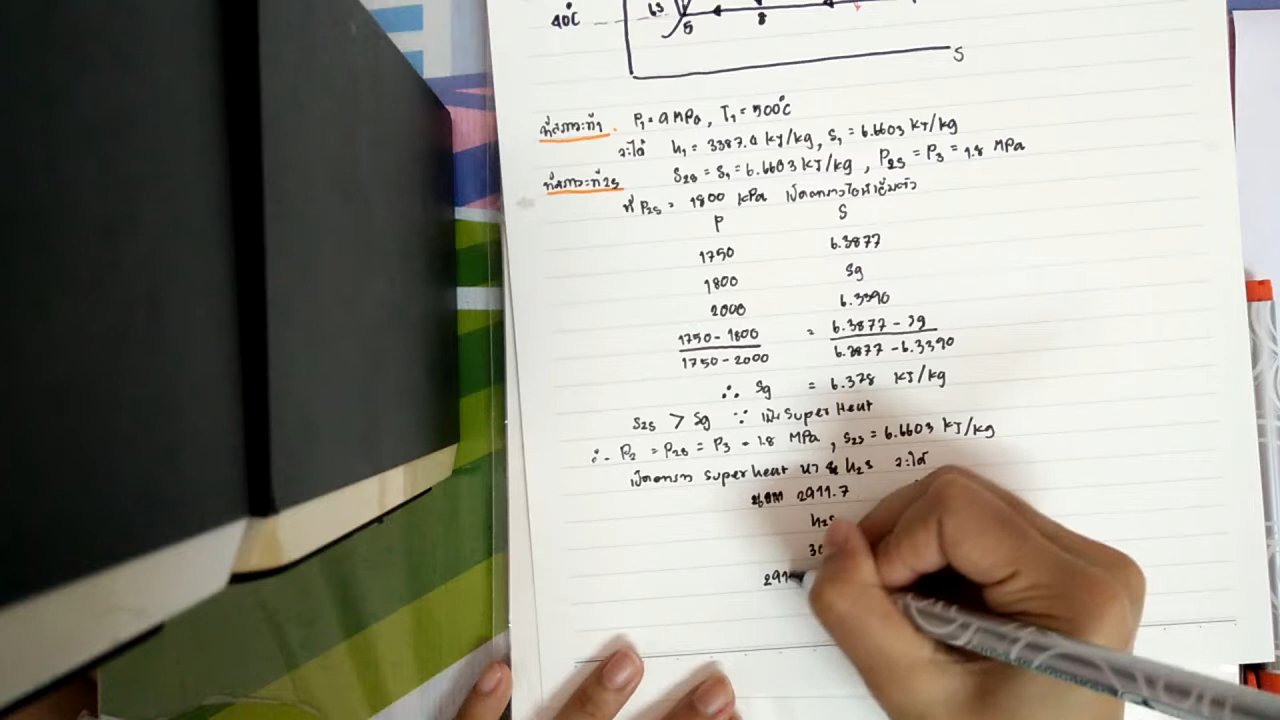 40°C 5 8
S
ที่สภาวะที่1. P₁ = 9 MPa, T₁ = 500°C
จะได้ h₁ = 3387.4 kJ/kg, s₁ = 6.6603 kJ/kg
ที่สภาวะที่2s S₂s = S₁ = 6.6603 kJ/kg, P₂s = P₃ = 1.8 MPa
ที่ P₂s = 1800 kPa เปิดตารางไอน้ำอิ่มตัว
P S
1750 6.3877
1800 Sg
2000 6.3390
1750 - 1800 = 6.3877 - Sg
1750 - 2000 6.3877 - 6.3390
∴ Sg = 6.378 kJ/kg
S₂s > Sg ∵ เป็น Super Heat
∴ P₂ = P₂s = P₃ = 1.8 MPa, S₂s = 6.6603 kJ/kg
เปิดตาราง superheat หา h₂s จะได้
2911.7
h₂s
30
291